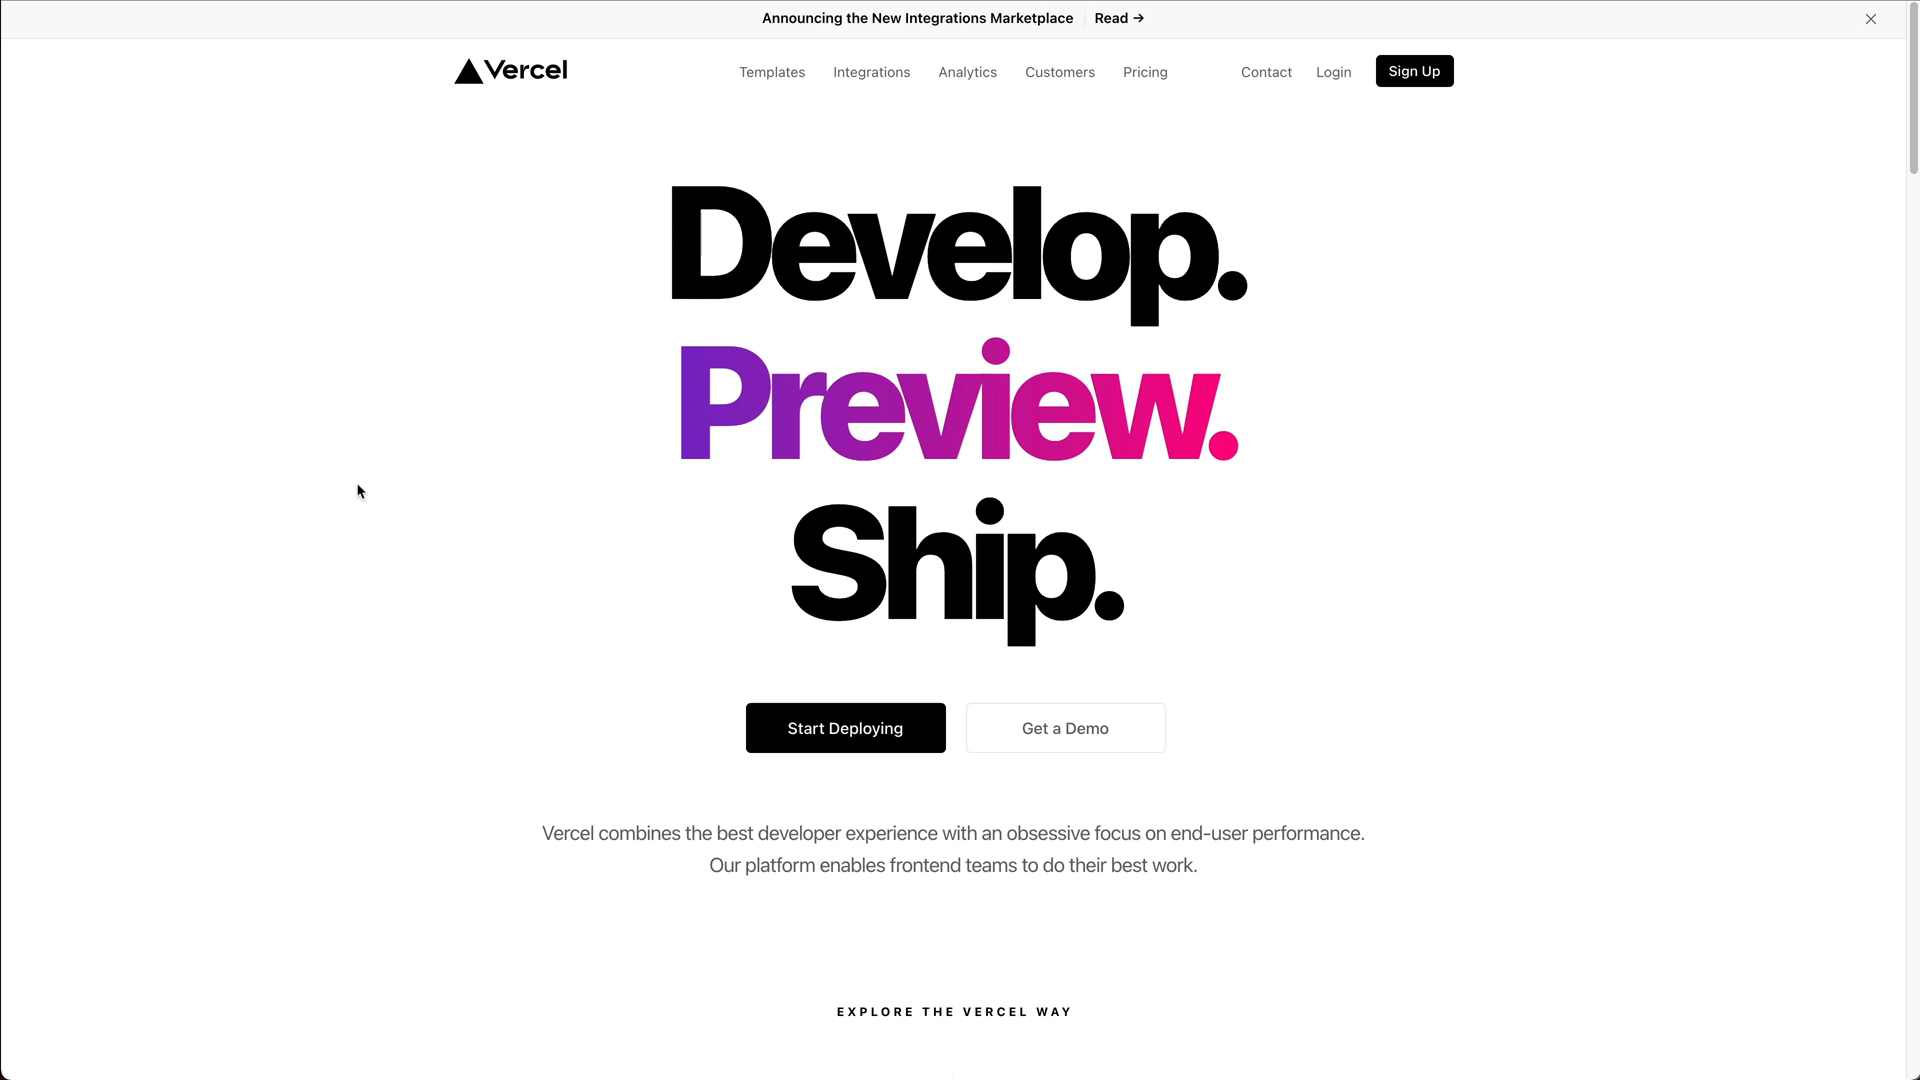 Announcing the New Integrations Marketplace Read →
Vercel Templates Integrations Analytics Customers Pricing Contact Login Sign Up
Develop.
Preview.
Ship.
Start Deploying Get a Demo
Vercel combines the best developer experience with an obsessive focus on end-user performance.
Our platform enables frontend teams to do their best work.
EXPLORE THE VERCEL WAY